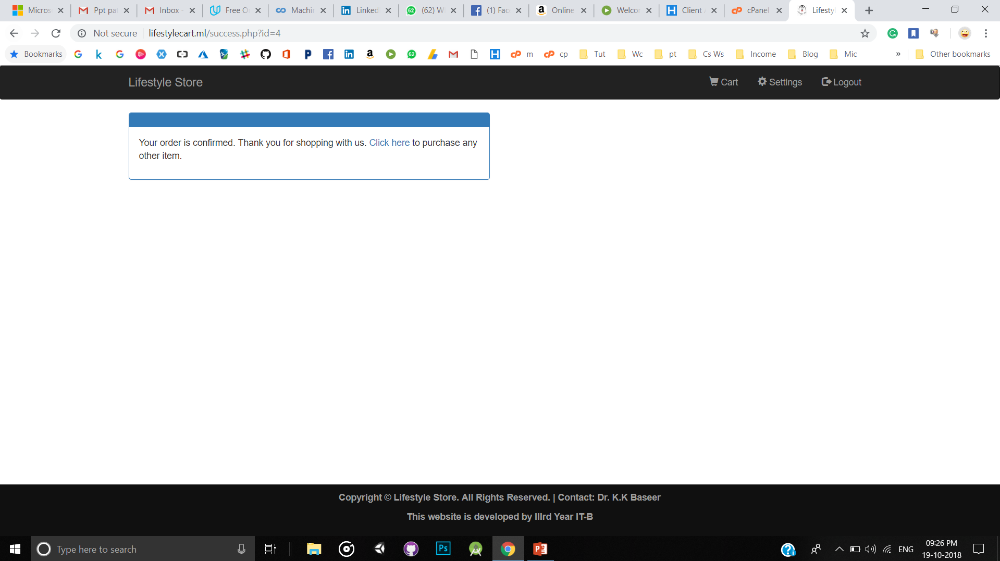 Micros
Ppt pa
Inbox -
Free O
Machi
Linked
(62) W
(1) Fac
Online
Welco
Client
cPanel
Lifesty
Not secure
lifestylecart.ml/success.php?id=4
Bookmarks
m
cp
Tut
Wc
pt
Cs Ws
Income
Blog
Mic
»
Other bookmarks
Lifestyle Store
Cart
Settings
Logout
Your order is confirmed. Thank you for shopping with us. Click here to purchase any
other item.
Copyright © Lifestyle Store. All Rights Reserved. | Contact: Dr. K.K Baseer
This website is developed by IIIrd Year IT-B
Type here to search
Ps
ENG
09:26 PM
19-10-2018